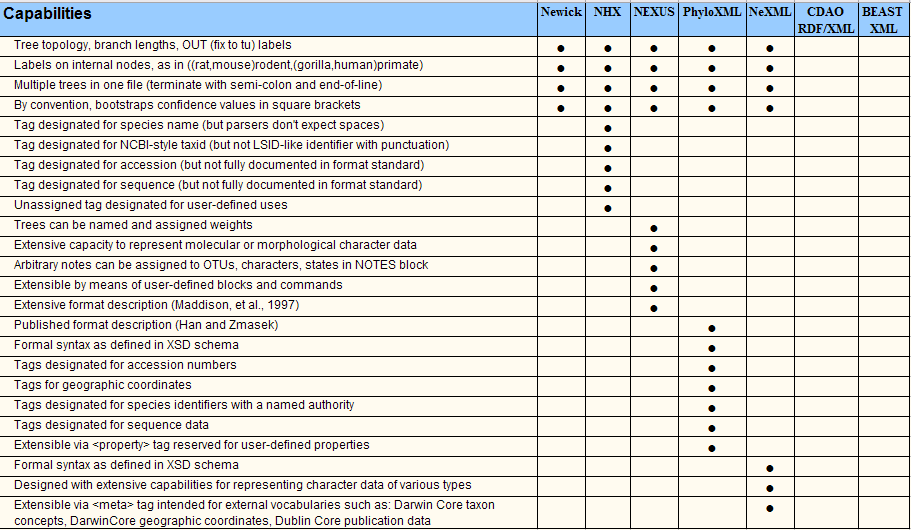 Capabilities Newick NHX NEXUS PhyloXML NeXML CDAO RDF/XML BEAST XML
Tree topology, branch lengths, OUT (fix to tu) labels ● ● ● ● ●
Labels on internal nodes, as in ((rat,mouse)rodent,(gorilla,human)primate) ● ● ● ● ●
Multiple trees in one file (terminate with semi-colon and end-of-line) ● ● ● ● ●
By convention, bootstraps confidence values in square brackets ● ● ● ● ●
Tag designated for species name (but parsers don't expect spaces) ●
Tag designated for NCBI-style taxid (but not LSID-like identifier with punctuation) ●
Tag designated for accession (but not fully documented in format standard) ●
Tag designated for sequence (but not fully documented in format standard) ●
Unassigned tag designated for user-defined uses ●
Trees can be named and assigned weights ●
Extensive capacity to represent molecular or morphological character data ●
Arbitrary notes can be assigned to OTUs, characters, states in NOTES block ●
Extensible by means of user-defined blocks and commands ●
Extensive format description (Maddison, et al., 1997) ●
Published format description (Han and Zmasek) ●
Formal syntax as defined in XSD schema ●
Tags designated for accession numbers ●
Tags for geographic coordinates ●
Tags designated for species identifiers with a named authority ●
Tags designated for sequence data ●
Extensible via <property> tag reserved for user-defined properties ●
Formal syntax as defined in XSD schema ●
Designed with extensive capabilities for representing character data of various types ●
Extensible via <meta> tag intended for external vocabularies such as: Darwin Core taxon ●
concepts, DarwinCore geographic coordinates, Dublin Core publication data